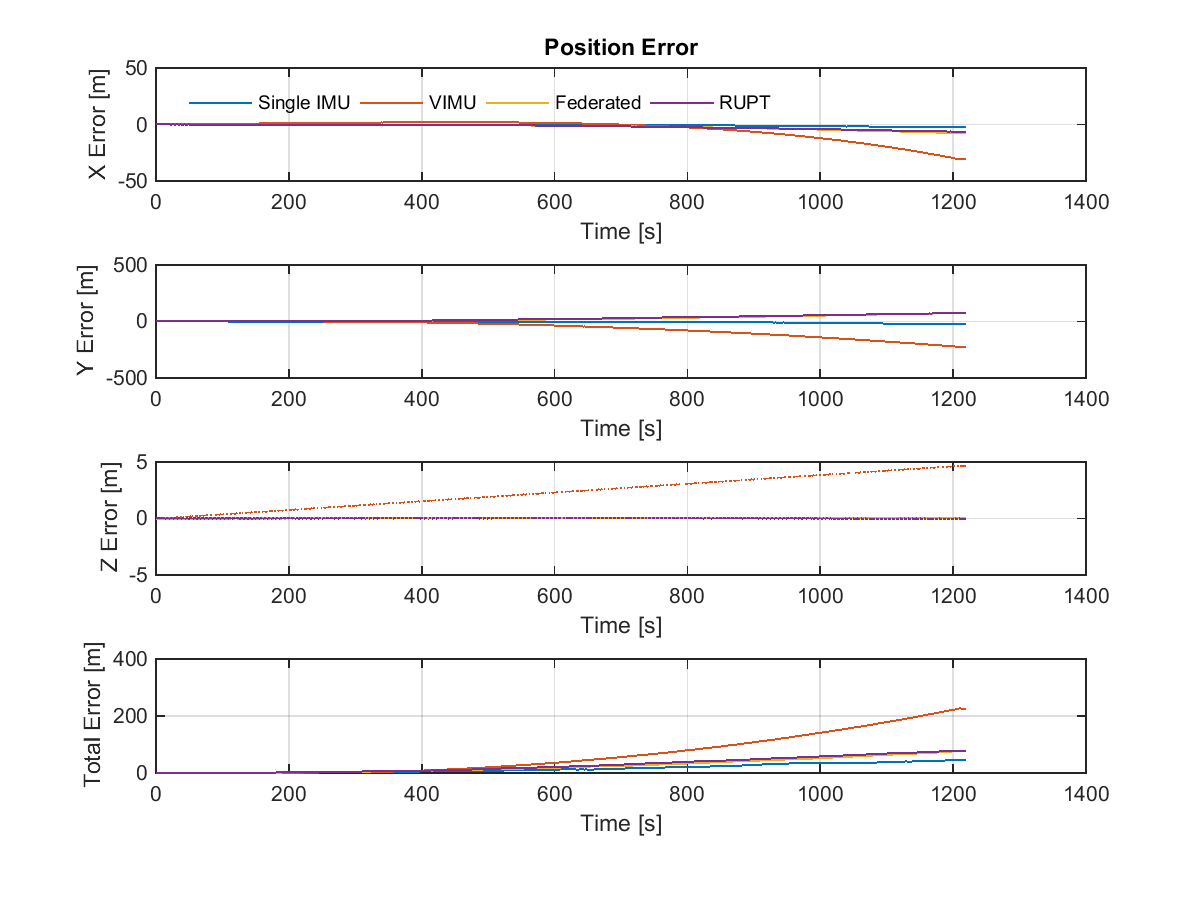 Position Error
50
0
-50
X Error [m]
Single IMU VIMU Federated RUPT
0 200 400 600 800 1000 1200 1400
Time [s]
500
0
-500
Y Error [m]
0 200 400 600 800 1000 1200 1400
Time [s]
5
0
-5
Z Error [m]
0 200 400 600 800 1000 1200 1400
Time [s]
400
200
0
Total Error [m]
0 200 400 600 800 1000 1200 1400
Time [s]